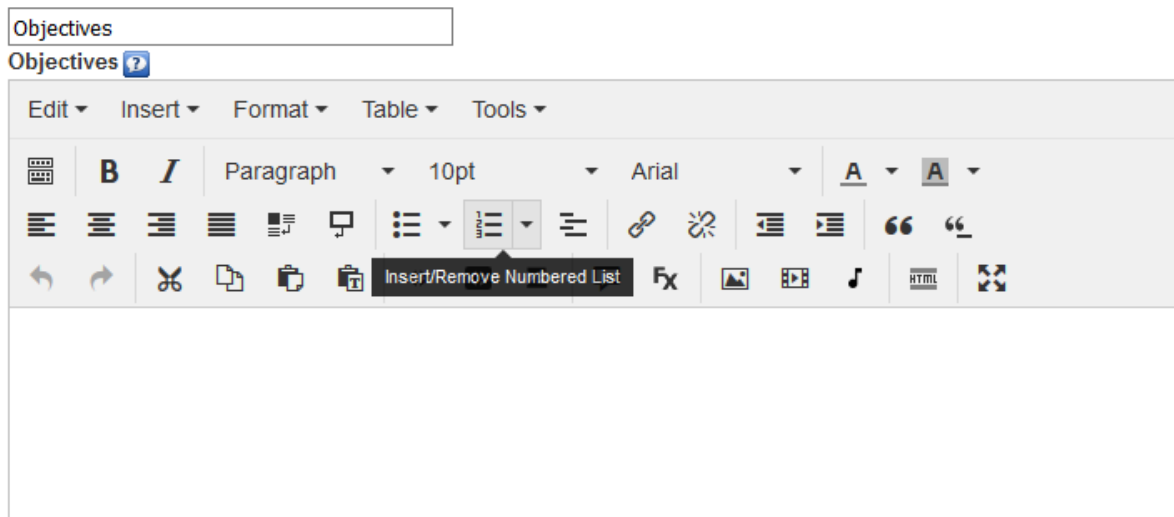 Objectives
Objectives
Edit Insert Format Table Tools
B I Paragraph 10pt Arial A A
Insert/Remove Numbered List Fx HTML